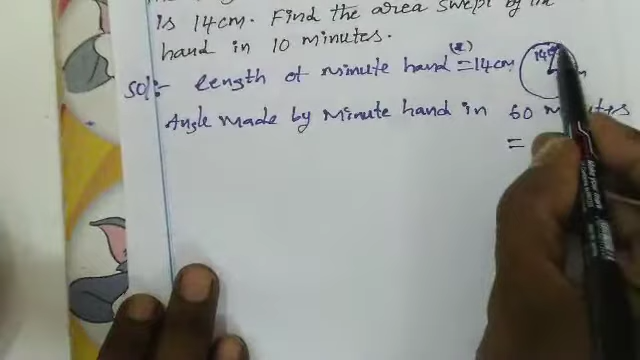 is 14cm. Find the area swept by
hand in 10 minutes.
Sol:- Length of minute hand (r) = 14cm
14c
Angle made by minute hand in 60 minutes
=